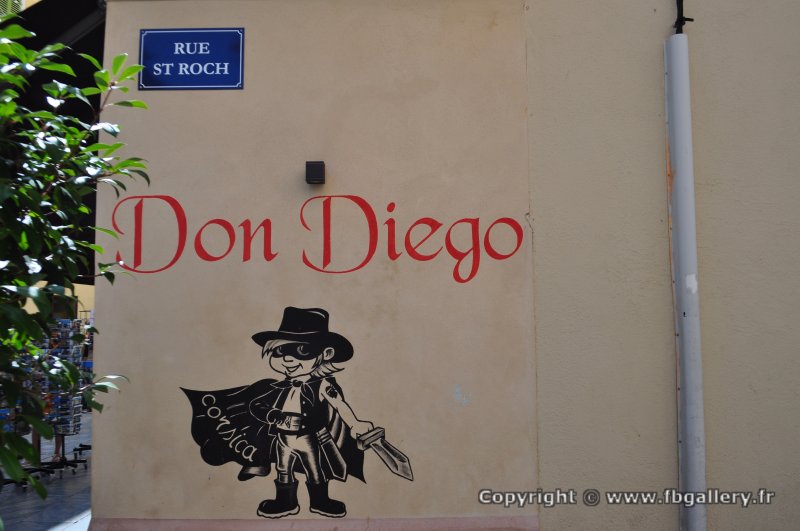 RUE
ST ROCH
Don Diego
corsica
Copyright © www.fbgallery.fr